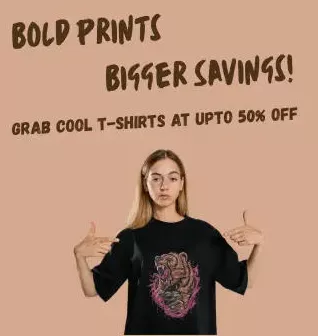 BOLD PRINTS
BIGGER SAVINGS!
GRAB COOL T-SHIRTS AT UPTO 50% OFF